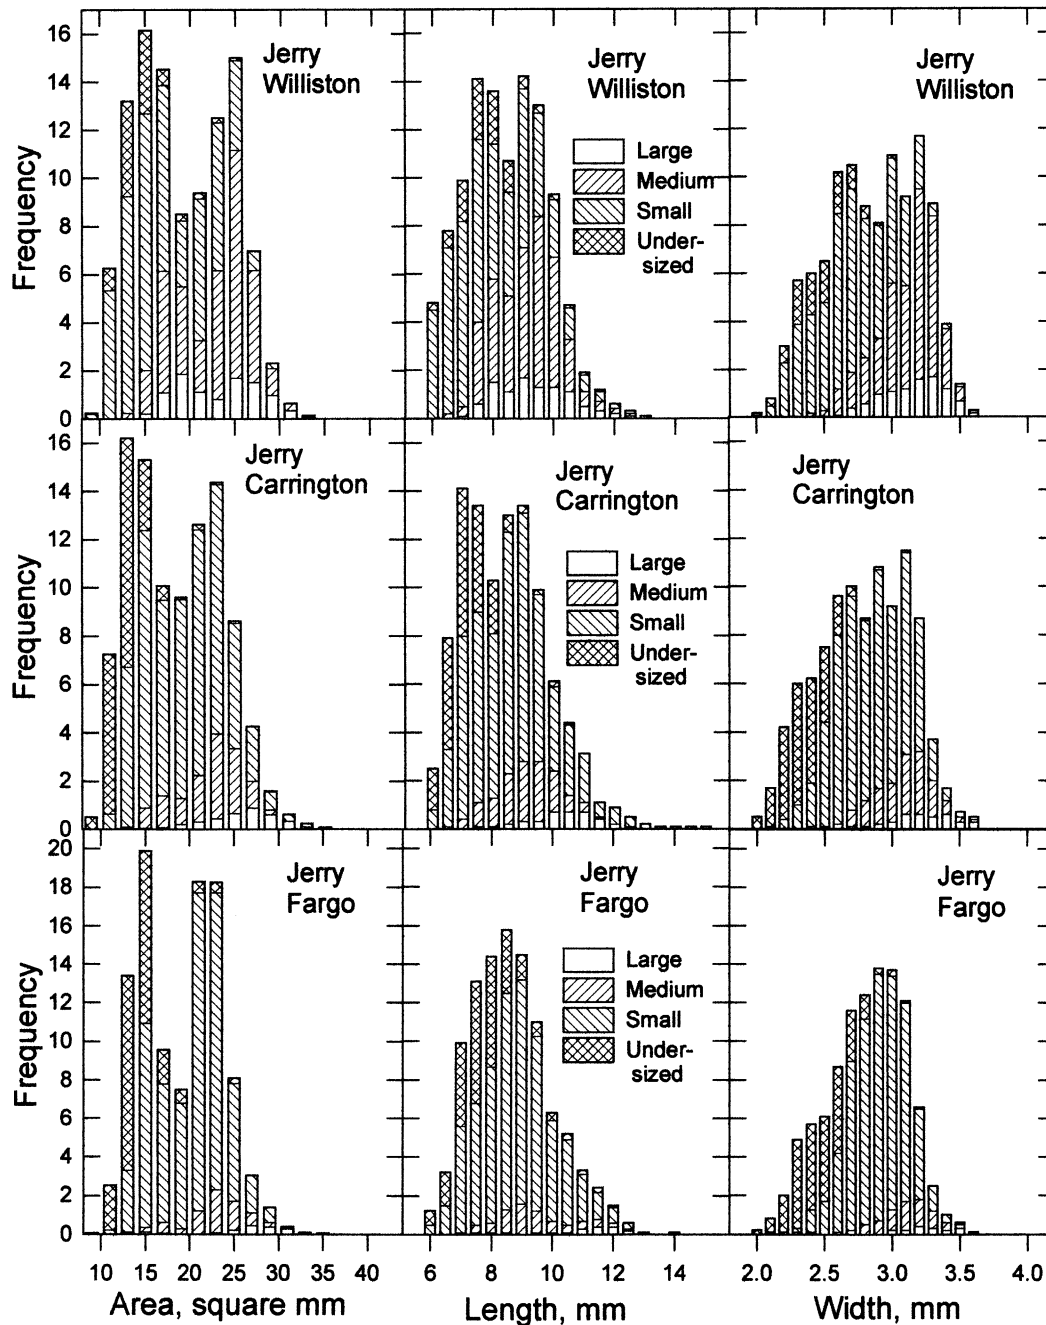 Frequency
16
14
12
10
8
6
4
2
0
Jerry
Williston
Jerry
Williston
Large
Medium
Small
Under-
sized
Jerry
Williston
Frequency
16
14
12
10
8
6
4
2
0
Jerry
Carrington
Jerry
Carrington
Large
Medium
Small
Under-
sized
Jerry
Carrington
Frequency
20
18
16
14
12
10
8
6
4
2
0
Jerry
Fargo
Jerry
Fargo
Large
Medium
Small
Under-
sized
Jerry
Fargo
10 15 20 25 30 35 40
Area, square mm
6 8 10 12 14
Length, mm
2.0 2.5 3.0 3.5 4.0
Width, mm